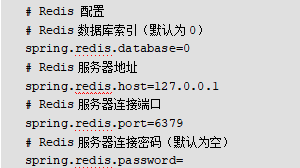 # Redis 配置
# Redis 数据库索引（默认为 0）
spring.redis.database=0
# Redis 服务器地址
spring.redis.host=127.0.0.1
# Redis 服务器连接端口
spring.redis.port=6379
# Redis 服务器连接密码（默认为空）
spring.redis.password=